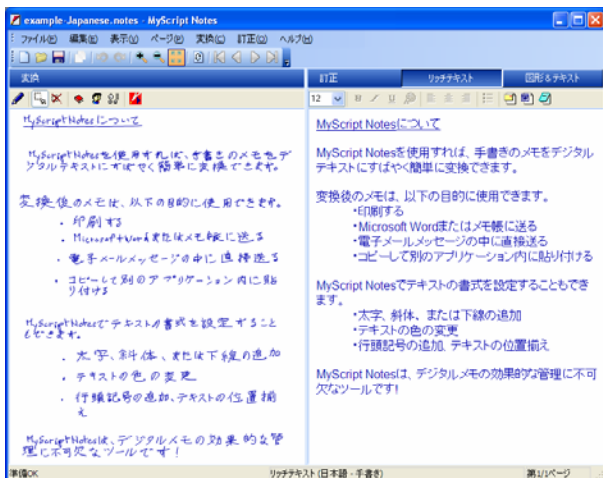 example-Japanese.notes - MyScript Notes
ファイル(F) 編集(E) 表示(V) ページ(P) 変換(C) 訂正(O) ヘルプ(H)
変換
訂正 リッチテキスト 図形&テキスト
12
MyScript Notesについて
MyScript Notesを使用すれば、手書きのメモをデ
ジタルテキストにすばやく簡単に変換できます。
変換後のメモは、以下の目的に使用できます。
・印刷する
・Microsoft Wordまたはメモ帳に送る
・電子メールメッセージの中に直接送る
・コピーして別のアプリケーション内に貼
り付ける
MyScript Notesでテキストの書式を設定すること
もできます。
・太字、斜体、または下線の追加
・テキストの色の変更
・行頭記号の追加、テキストの位置揃
え
MyScript Notesは、デジタルメモの効果的な管
理に不可欠なツールです!
MyScript Notesについて
MyScript Notesを使用すれば、手書きのメモをデジタル
テキストにすばやく簡単に変換できます。
変換後のメモは、以下の目的に使用できます。
・印刷する
・Microsoft Wordまたはメモ帳に送る
・電子メールメッセージの中に直接送る
・コピーして別のアプリケーション内に貼り付ける
MyScript Notesでテキストの書式を設定することもでき
ます。
・太字、斜体、または下線の追加
・テキストの色の変更
・行頭記号の追加、テキストの位置揃え
MyScript Notesは、デジタルメモの効果的な管理に不可
欠なツールです!
準備OK リッチテキスト (日本語 - 手書き) 第1/1ページ